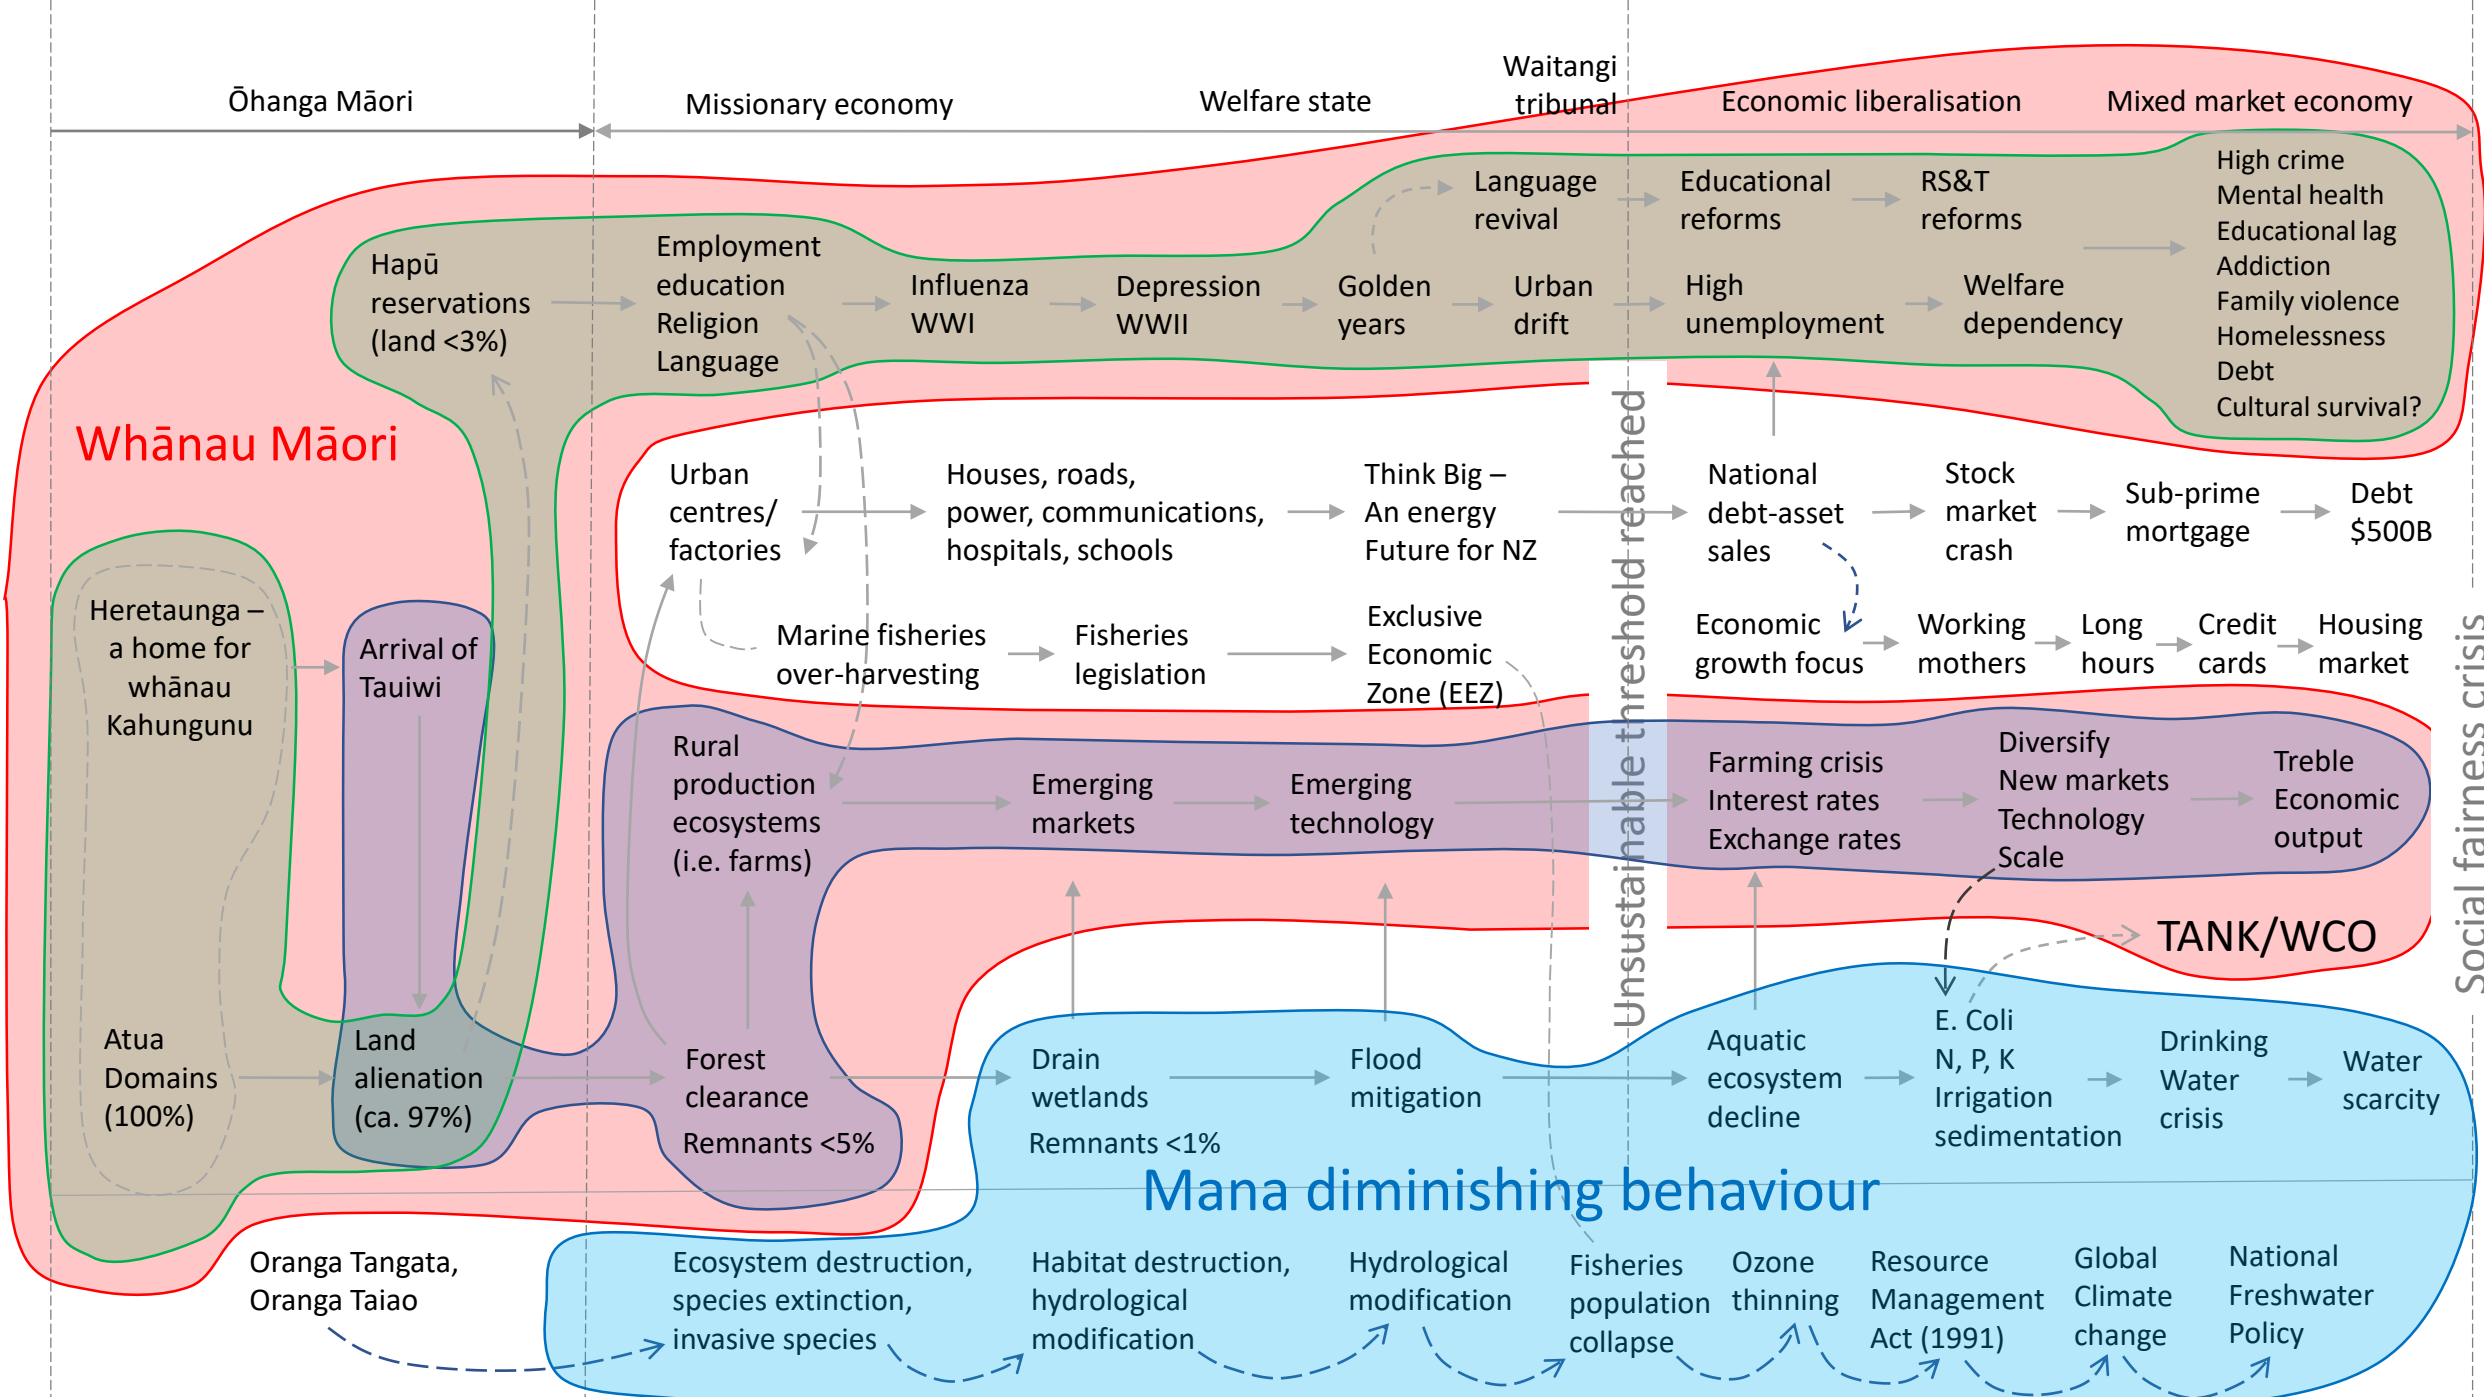 Ōhanga Māori
Missionary economy
Welfare state
Waitangi
tribunal
Economic liberalisation
Mixed market economy
Language
revival
Educational
reforms
RS&T
reforms
High crime
Mental health
Educational lag
Addiction
Family violence
Homelessness
Debt
Cultural survival?
Hapū
reservations
(land <3%)
Employment
education
Religion
Language
Influenza
WWI
Depression
WWII
Golden
years
Urban
drift
High
unemployment
Welfare
dependency
Whānau Māori
Urban
centres/
factories
Houses, roads,
power, communications,
hospitals, schools
Think Big –
An energy
Future for NZ
Unsustainable threshold reached
National
debt-asset
sales
Stock
market
crash
Sub-prime
mortgage
Debt
$500B
Heretaunga –
a home for
whānau
Kahungunu
Arrival of
Tauiwi
Marine fisheries
over-harvesting
Fisheries
legislation
Exclusive
Economic
Zone (EEZ)
Economic
growth focus
Working
mothers
Long
hours
Credit
cards
Housing
market
Social fairness crisis
Rural
production
ecosystems
(i.e. farms)
Emerging
markets
Emerging
technology
Farming crisis
Interest rates
Exchange rates
Diversify
New markets
Technology
Scale
Treble
Economic
output
TANK/WCO
Atua
Domains
(100%)
Land
alienation
(ca. 97%)
Forest
clearance
Remnants <5%
Drain
wetlands
Remnants <1%
Flood
mitigation
Aquatic
ecosystem
decline
E. Coli
N, P, K
Irrigation
sedimentation
Drinking
Water
crisis
Water
scarcity
Mana diminishing behaviour
Oranga Tangata,
Oranga Taiao
Ecosystem destruction,
species extinction,
invasive species
Habitat destruction,
hydrological
modification
Hydrological
modification
Fisheries
population
collapse
Ozone
thinning
Resource
Management
Act (1991)
Global
Climate
change
National
Freshwater
Policy